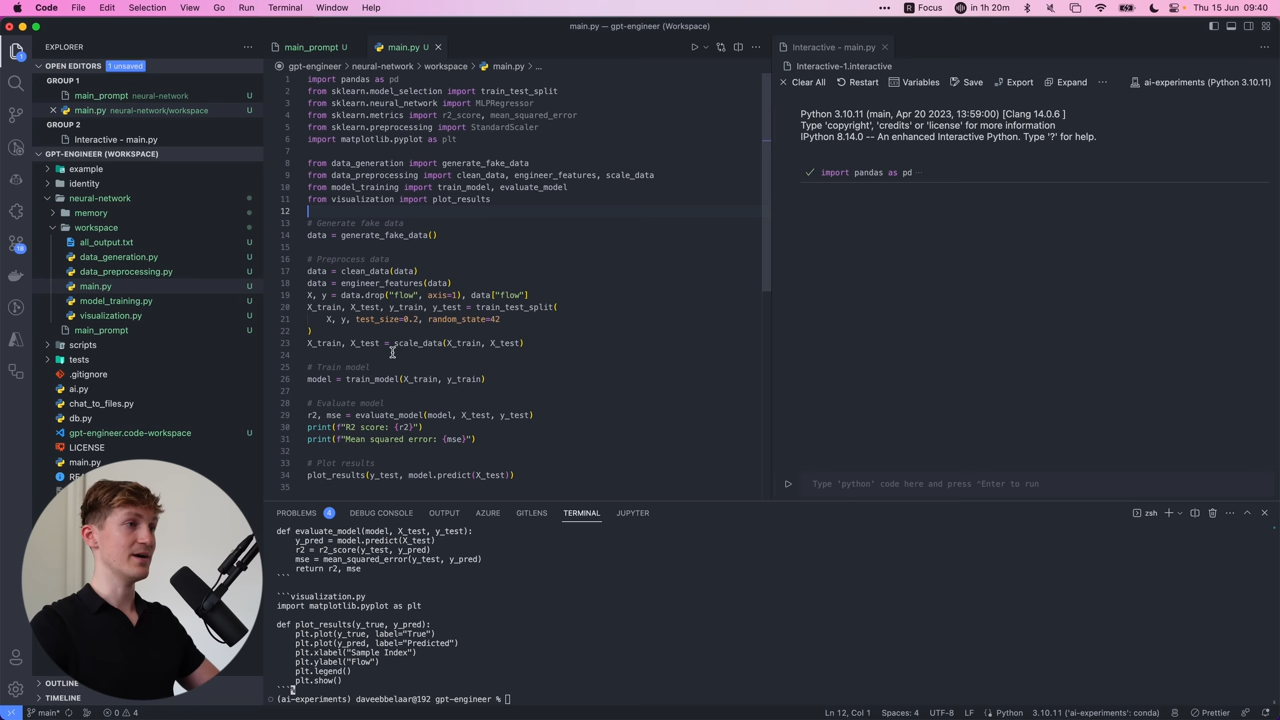 Code File Edit Selection View Go Run Terminal Window Help
Focus in 1h 20m Thu 15 Jun 09:40
main.py — gpt-engineer (Workspace)
EXPLORER
OPEN EDITORS 1 unsaved
GROUP 1
main_prompt neural-network
main.py neural-network/workspace
GROUP 2
Interactive - main.py
GPT-ENGINEER (WORKSPACE)
example
identity
neural-network
memory
workspace
all_output.txt U
data_generation.py U
data_preprocessing.py U
main.py U
model_training.py U
visualization.py U
main_prompt U
scripts
tests
.gitignore
ai.py
chat_to_files.py
db.py
gpt-engineer.code-workspace U
LICENSE
main.py
OUTLINE
TIMELINE
main_prompt U
main.py U
gpt-engineer > neural-network > workspace > main.py > ...
1 import pandas as pd
2 from sklearn.model_selection import train_test_split
3 from sklearn.neural_network import MLPRegressor
4 from sklearn.metrics import r2_score, mean_squared_error
5 from sklearn.preprocessing import StandardScaler
6 import matplotlib.pyplot as plt
7
8 from data_generation import generate_fake_data
9 from data_preprocessing import clean_data, engineer_features, scale_data
10 from model_training import train_model, evaluate_model
11 from visualization import plot_results
12
13 # Generate fake data
14 data = generate_fake_data()
15
16 # Preprocess data
17 data = clean_data(data)
18 data = engineer_features(data)
19 X, y = data.drop("flow", axis=1), data["flow"]
20 X_train, X_test, y_train, y_test = train_test_split(
21 X, y, test_size=0.2, random_state=42
22 )
23 X_train, X_test = scale_data(X_train, X_test)
24
25 # Train model
26 model = train_model(X_train, y_train)
27
28 # Evaluate model
29 r2, mse = evaluate_model(model, X_test, y_test)
30 print(f"R2 score: {r2}")
31 print(f"Mean squared error: {mse}")
32
33 # Plot results
34 plot_results(y_test, model.predict(X_test))
35
Interactive - main.py
Interactive-1.interactive
Clear All Restart Variables Save Export Expand ... ai-experiments (Python 3.10.11)
Python 3.10.11 (main, Apr 20 2023, 13:59:00) [Clang 14.0.6 ]
Type 'copyright', 'credits' or 'license' for more information
IPython 8.14.0 -- An enhanced Interactive Python. Type '?' for help.
import pandas as pd ...
Type 'python' code here and press ^Enter to run
PROBLEMS 4 DEBUG CONSOLE OUTPUT AZURE GITLENS TERMINAL JUPYTER
zsh
def evaluate_model(model, X_test, y_test):
y_pred = model.predict(X_test)
r2 = r2_score(y_test, y_pred)
mse = mean_squared_error(y_test, y_pred)
return r2, mse
```
```visualization.py
import matplotlib.pyplot as plt
def plot_results(y_true, y_pred):
plt.plot(y_true, label="True")
plt.plot(y_pred, label="Predicted")
plt.xlabel("Sample Index")
plt.ylabel("Flow")
plt.legend()
plt.show()
```%
(ai-experiments) daveebbelaar@192 gpt-engineer %
main* 0 4
Ln 12, Col 1 Spaces: 4 UTF-8 LF Python 3.10.11 ('ai-experiments': conda) Prettier